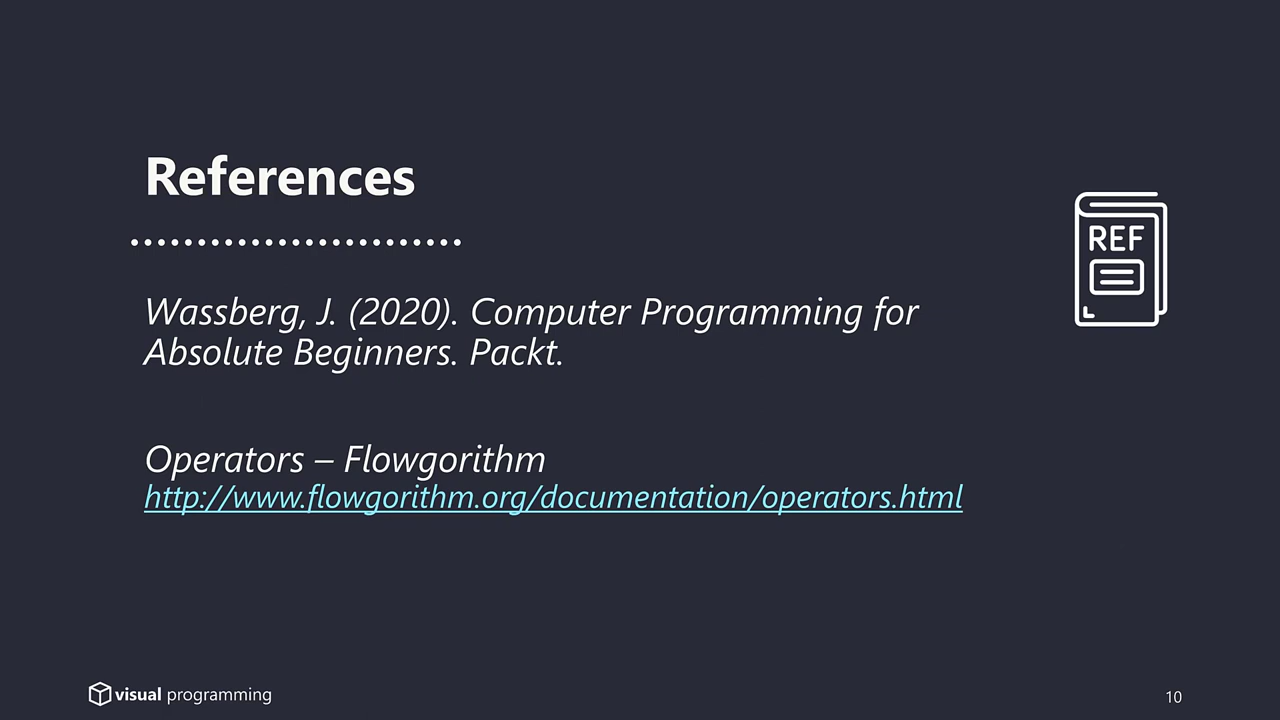 References
REF
Wassberg, J. (2020). Computer Programming for
Absolute Beginners. Packt.
Operators – Flowgorithm
http://www.flowgorithm.org/documentation/operators.html
visual programming
10